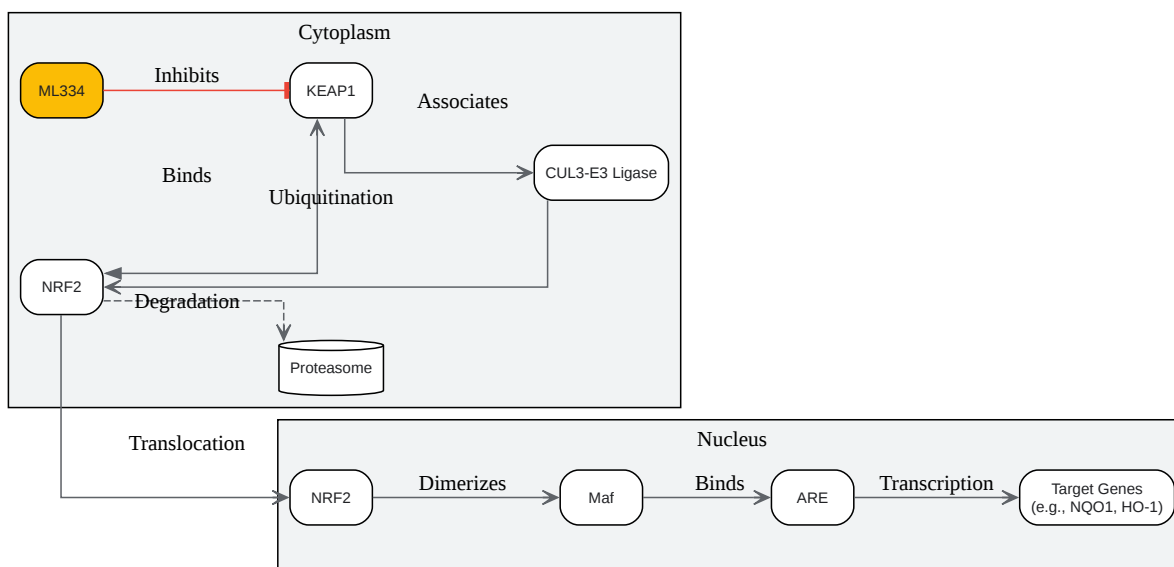 Cytoplasm
ML334
Inhibits
KEAP1
Associates
CUL3-E3 Ligase
Binds
Ubiquitination
NRF2
Degradation
Proteasome
Translocation
Nucleus
NRF2
Dimerizes
Maf
Binds
ARE
Transcription
Target Genes
(e.g., NQO1, HO-1)